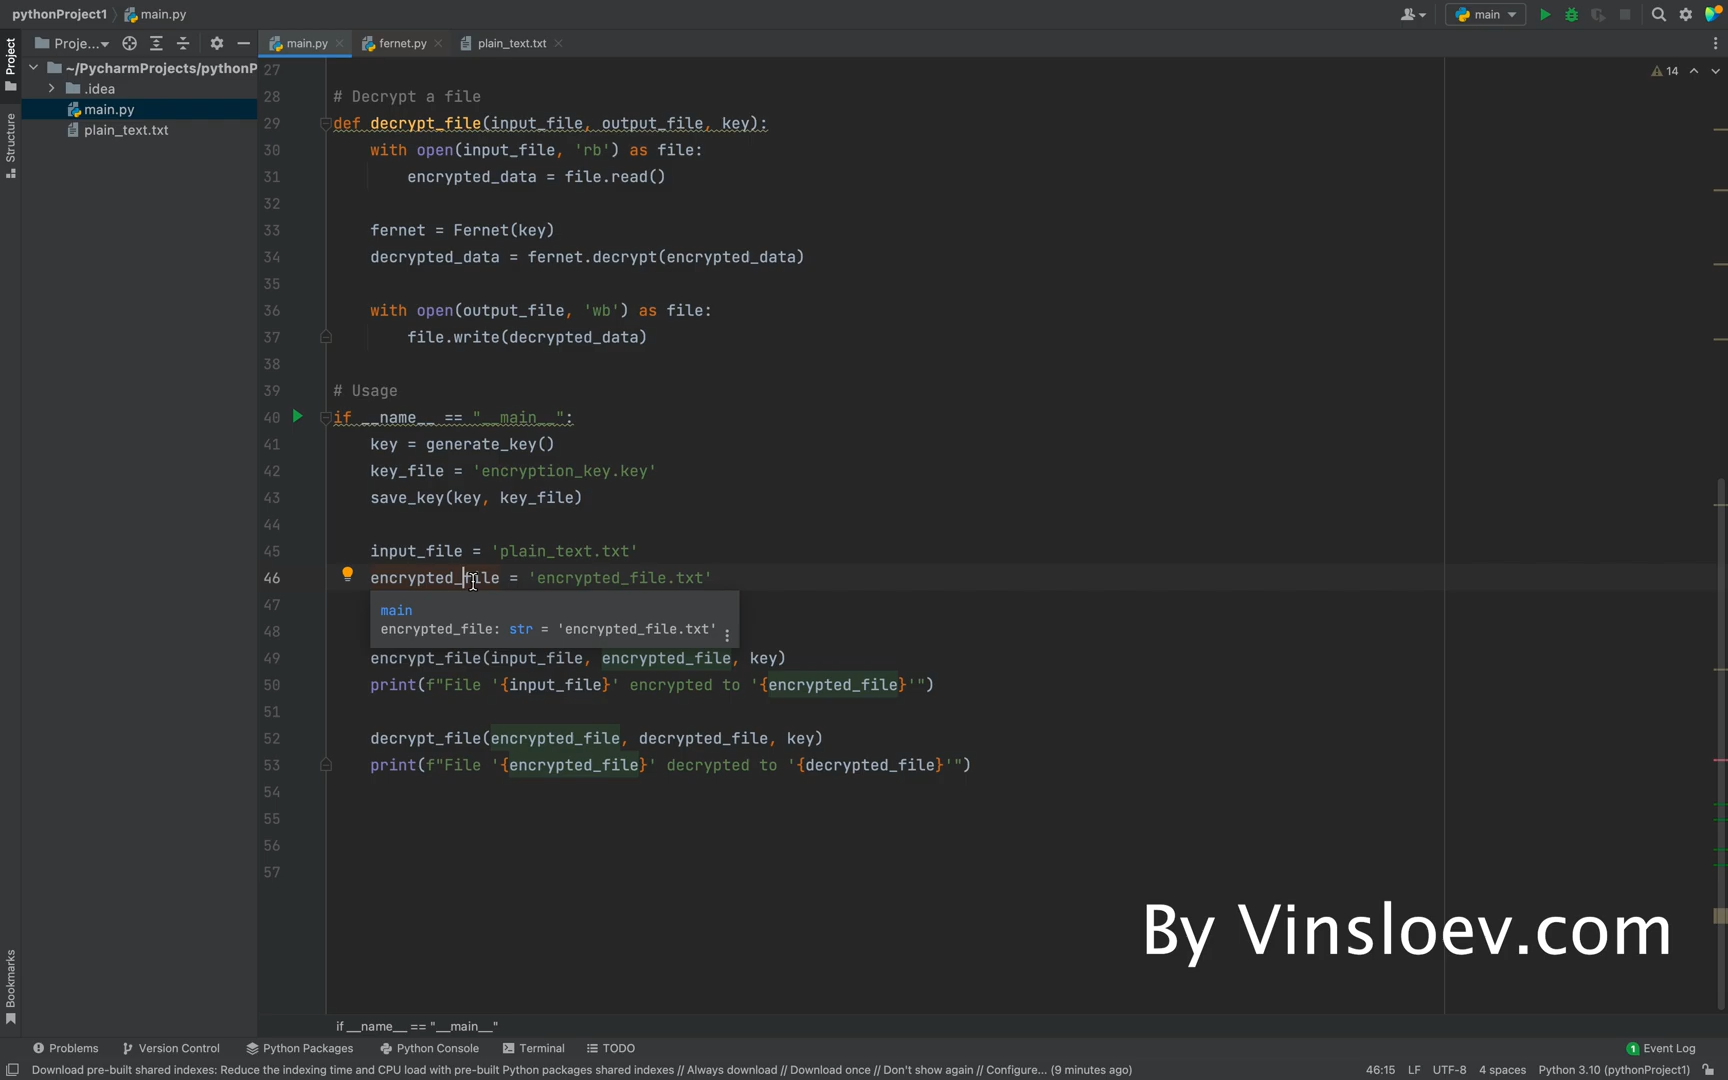 pythonProject1 main.py
main
Proje...
main.py
fernet.py
plain_text.txt
Project
Structure
Bookmarks
~/PycharmProjects/pythonP
.idea
main.py
plain_text.txt
14
27
28 # Decrypt a file
29 def decrypt_file(input_file, output_file, key):
30 with open(input_file, 'rb') as file:
31 encrypted_data = file.read()
32
33 fernet = Fernet(key)
34 decrypted_data = fernet.decrypt(encrypted_data)
35
36 with open(output_file, 'wb') as file:
37 file.write(decrypted_data)
38
39 # Usage
40 if __name__ == "__main__":
41 key = generate_key()
42 key_file = 'encryption_key.key'
43 save_key(key, key_file)
44
45 input_file = 'plain_text.txt'
46 encrypted_file = 'encrypted_file.txt'
47
main
encrypted_file: str = 'encrypted_file.txt'
48
49 encrypt_file(input_file, encrypted_file, key)
50 print(f"File '{input_file}' encrypted to '{encrypted_file}'")
51
52 decrypt_file(encrypted_file, decrypted_file, key)
53 print(f"File '{encrypted_file}' decrypted to '{decrypted_file}'")
54
55
56
57
By Vinsloev.com
if __name__ == "__main__"
Problems Version Control Python Packages Python Console Terminal TODO 1 Event Log
Download pre-built shared indexes: Reduce the indexing time and CPU load with pre-built Python packages shared indexes // Always download // Download once // Don't show again // Configure... (9 minutes ago) 46:15 LF UTF-8 4 spaces Python 3.10 (pythonProject1)